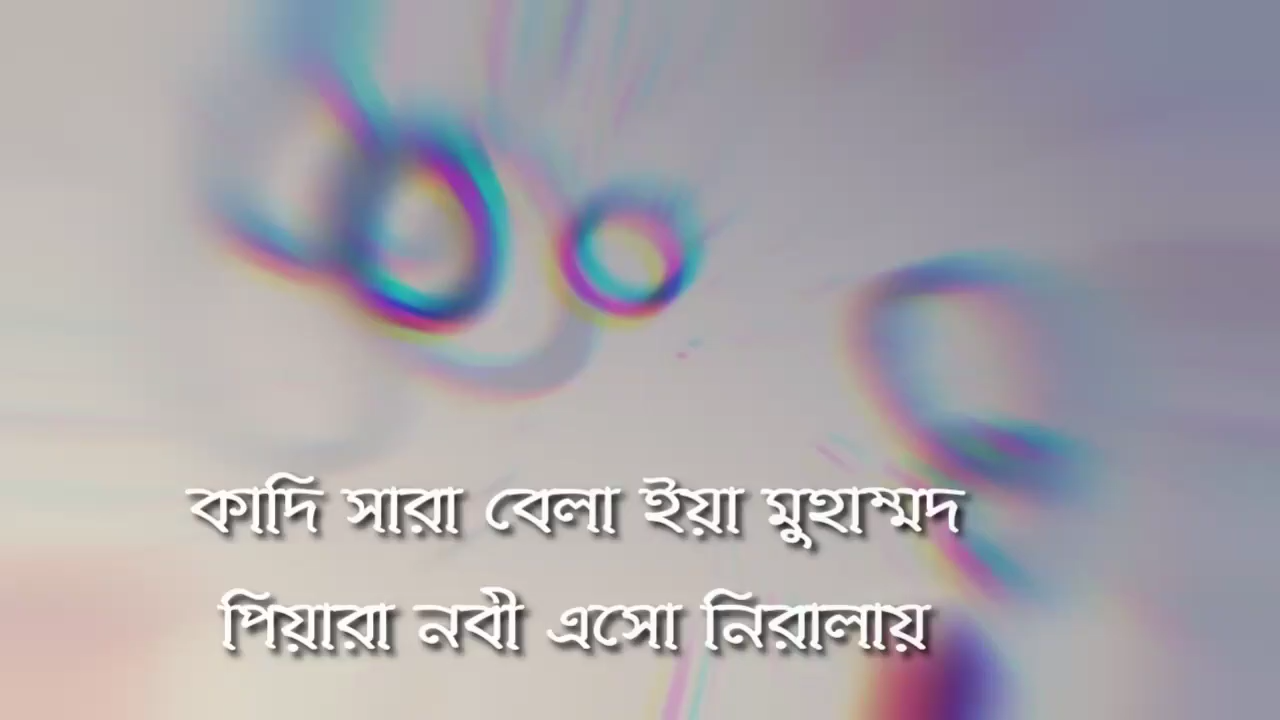 কাদি সারা বেলা ইয়া মুহাম্মদ
পিয়ারা নবী এসো নিরালায়